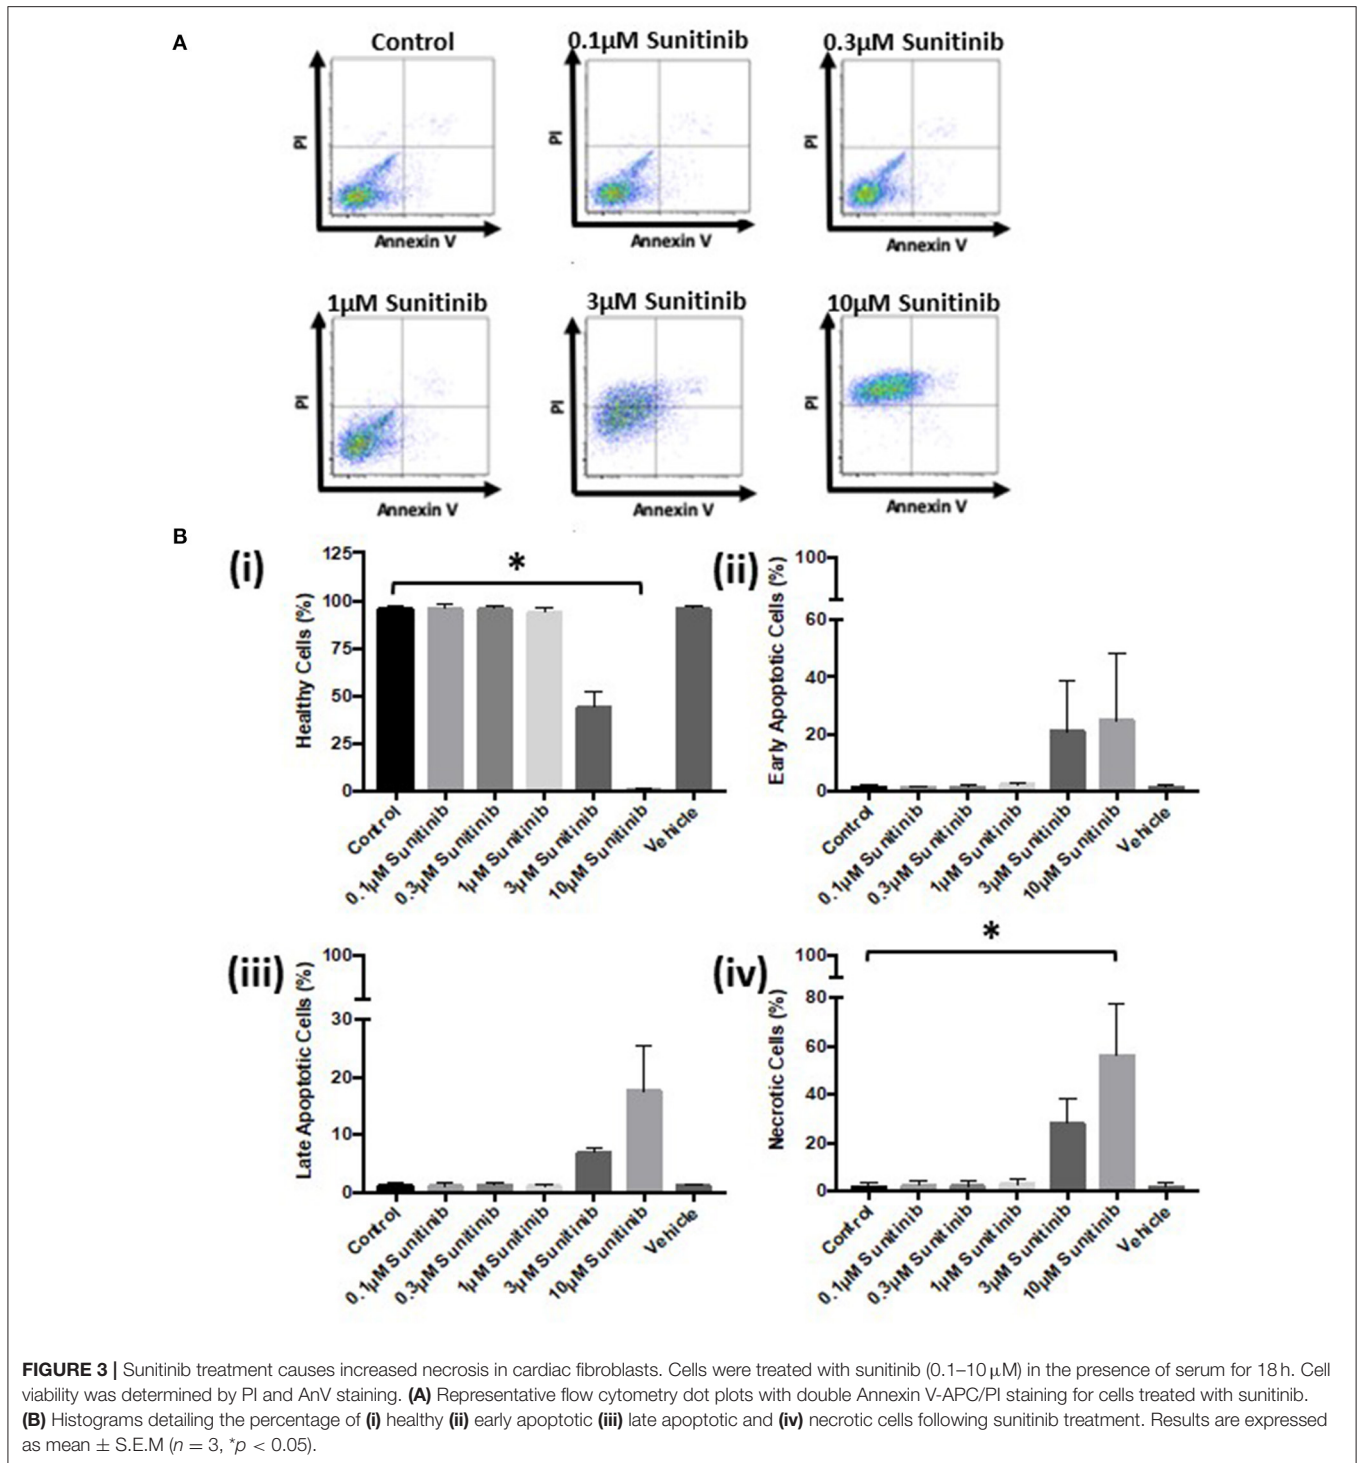 A
Control
0.1µM Sunitinib
0.3µM Sunitinib
PI
Annexin V
PI
Annexin V
PI
Annexin V
1µM Sunitinib
3µM Sunitinib
10µM Sunitinib
PI
Annexin V
PI
Annexin V
PI
Annexin V
B
(i)
Healthy Cells (%)
125
100
75
50
25
0
*
Control
0.1µM Sunitinib
0.3µM Sunitinib
1µM Sunitinib
3µM Sunitinib
10µM Sunitinib
Vehicle
(ii)
Early Apoptotic Cells (%)
100
60
40
20
0
Control
0.1µM Sunitinib
0.3µM Sunitinib
1µM Sunitinib
3µM Sunitinib
10µM Sunitinib
Vehicle
(iii)
Late Apoptotic Cells (%)
100
30
20
10
0
Control
0.1µM Sunitinib
0.3µM Sunitinib
1µM Sunitinib
3µM Sunitinib
10µM Sunitinib
Vehicle
(iv)
Necrotic Cells (%)
100
80
60
40
20
0
*
Control
0.1µM Sunitinib
0.3µM Sunitinib
1µM Sunitinib
3µM Sunitinib
10µM Sunitinib
Vehicle
FIGURE 3 | Sunitinib treatment causes increased necrosis in cardiac fibroblasts. Cells were treated with sunitinib (0.1–10 µM) in the presence of serum for 18 h. Cell
viability was determined by PI and AnV staining. (A) Representative flow cytometry dot plots with double Annexin V-APC/PI staining for cells treated with sunitinib.
(B) Histograms detailing the percentage of (i) healthy (ii) early apoptotic (iii) late apoptotic and (iv) necrotic cells following sunitinib treatment. Results are expressed
as mean ± S.E.M (n = 3, *p < 0.05).